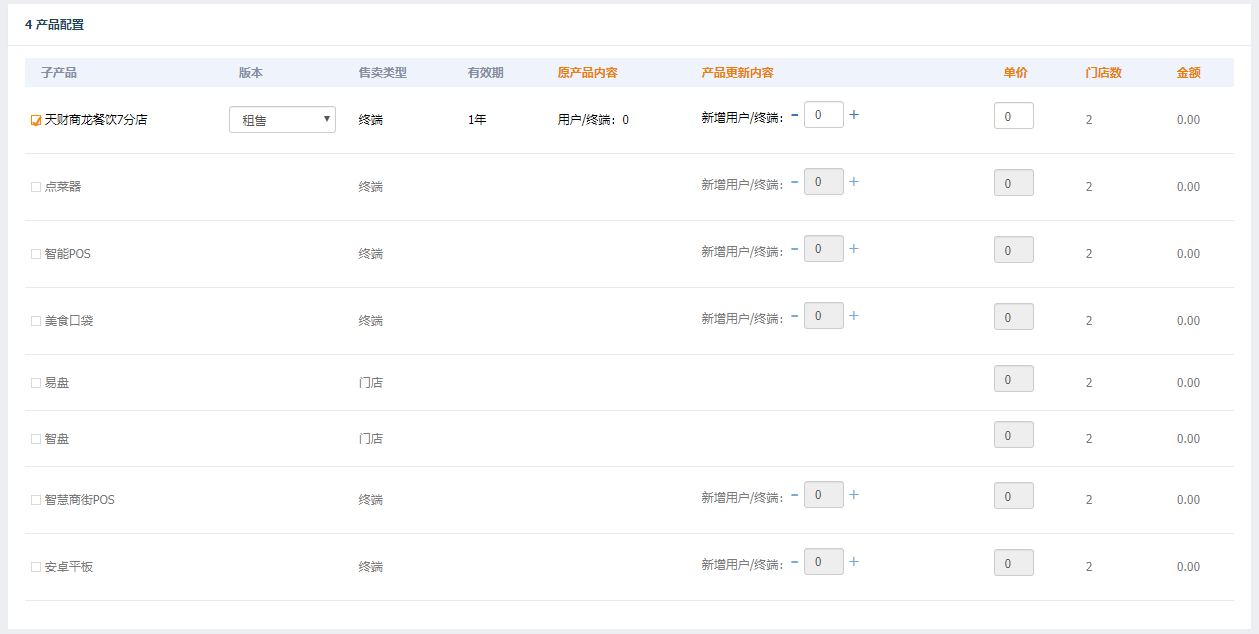 4 产品配置
子产品 版本 售卖类型 有效期 原产品内容 产品更新内容 单价 门店数 金额
天财商龙餐饮7分店 租售 终端 1年 用户/终端：0 新增用户/终端： − 0 + 0 2 0.00
点菜器 终端 新增用户/终端： − 0 + 0 2 0.00
智能POS 终端 新增用户/终端： − 0 + 0 2 0.00
美食口袋 终端 新增用户/终端： − 0 + 0 2 0.00
易盘 门店 0 2 0.00
智盘 门店 0 2 0.00
智慧商街POS 终端 新增用户/终端： − 0 + 0 2 0.00
安卓平板 终端 新增用户/终端： − 0 + 0 2 0.00